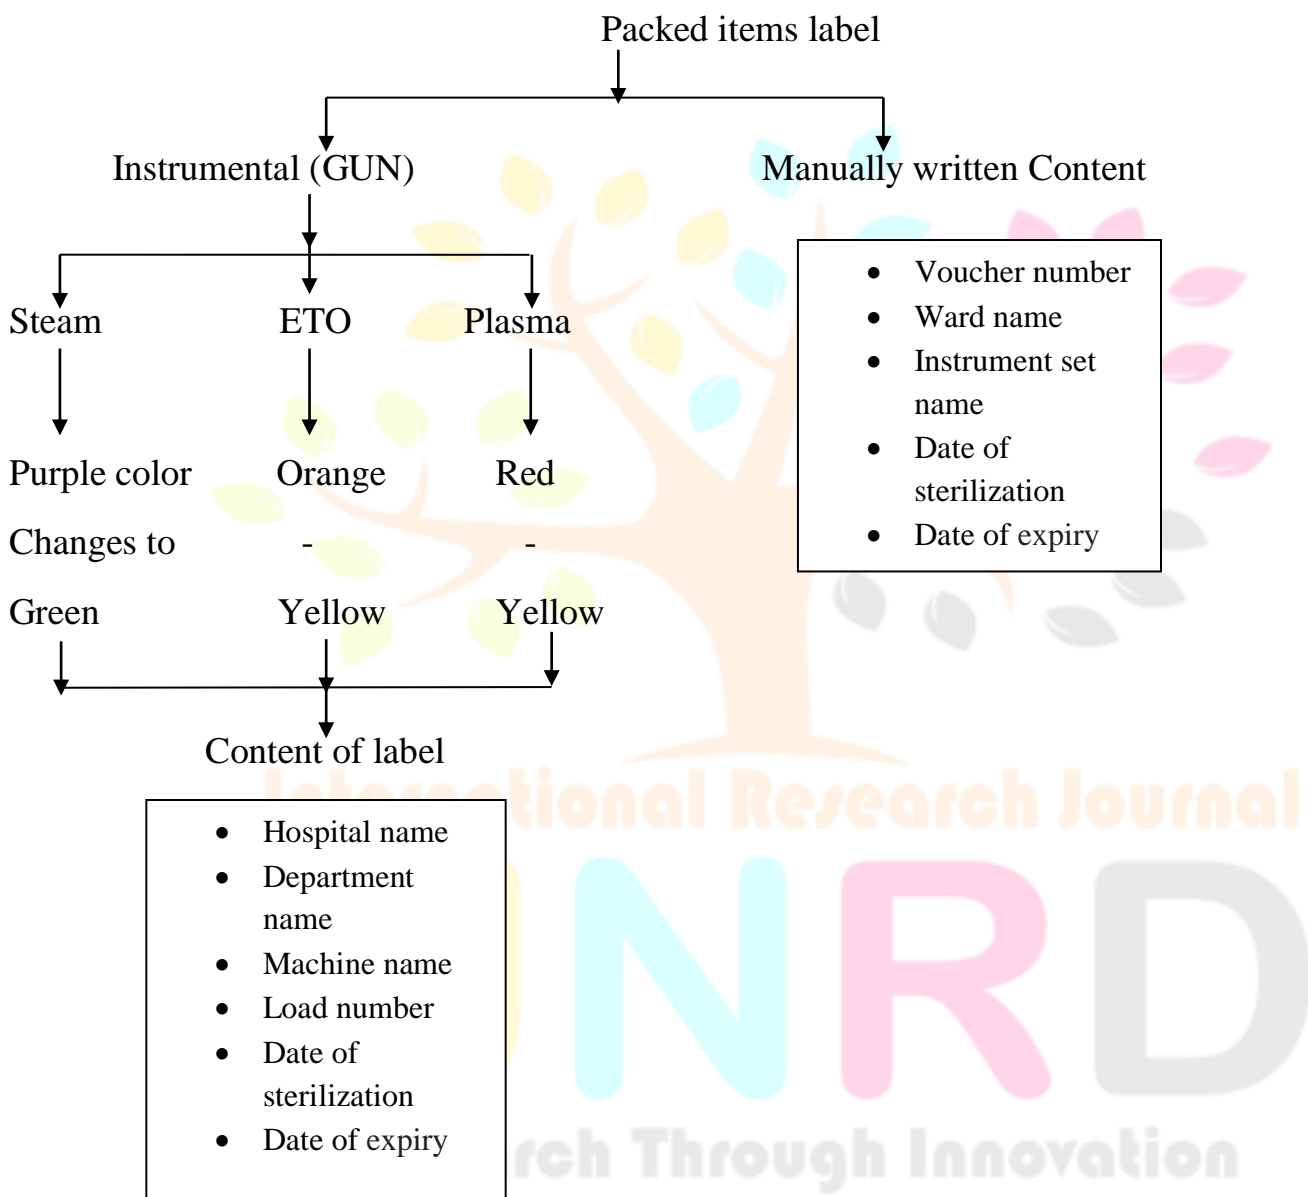 Packed items label
Instrumental (GUN) Manually written Content
Steam ETO Plasma
Purple color Orange Red
Changes to - -
Green Yellow Yellow
• Voucher number
• Ward name
• Instrument set
name
• Date of
sterilization
• Date of expiry
Content of label
• Hospital name
• Department
name
• Machine name
• Load number
• Date of
sterilization
• Date of expiry
International Research Journal
NRD
rch Through Innovation